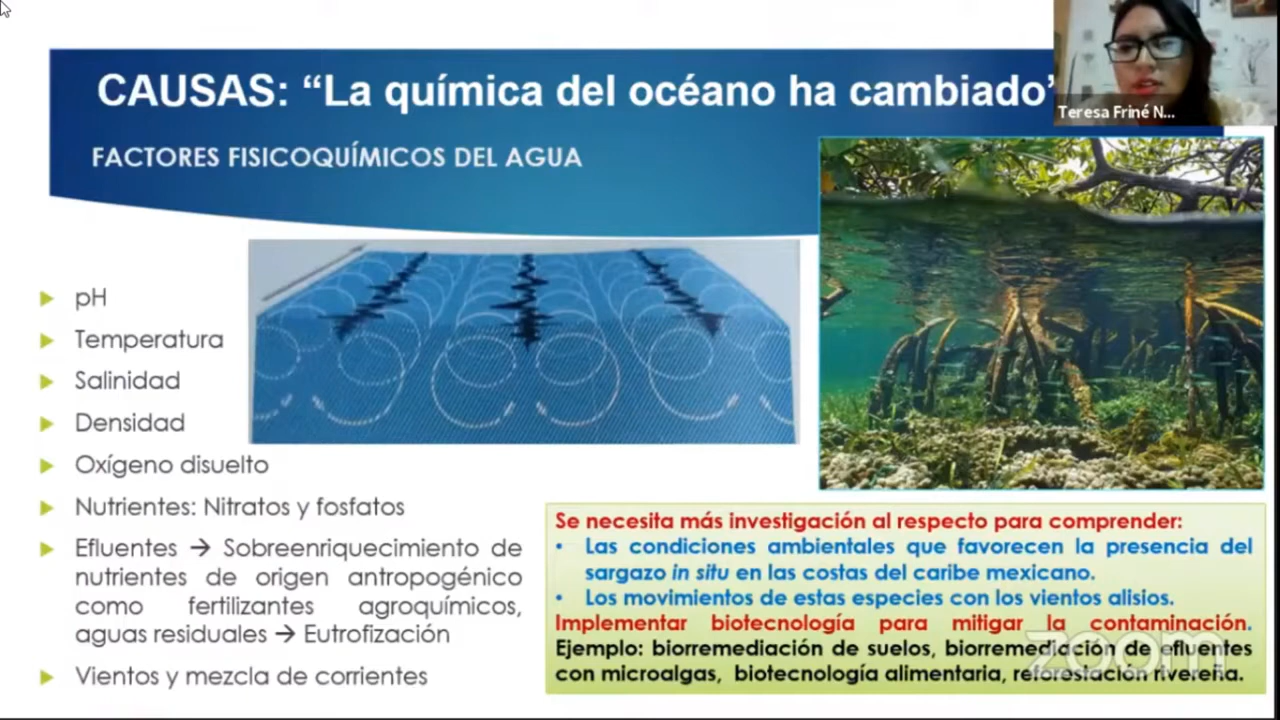 CAUSAS: “La química del océano ha cambiado”
Teresa Friné N...
FACTORES FISICOQUÍMICOS DEL AGUA
pH
Temperatura
Salinidad
Densidad
Oxígeno disuelto
Nutrientes: Nitratos y fosfatos
Efluentes → Sobreenriquecimiento de
nutrientes de origen antropogénico
como fertilizantes agroquímicos,
aguas residuales → Eutrofización
Vientos y mezcla de corrientes
Se necesita más investigación al respecto para comprender:
• Las condiciones ambientales que favorecen la presencia del
sargazo in situ en las costas del caribe mexicano.
• Los movimientos de estas especies con los vientos alisios.
Implementar biotecnología para mitigar la contaminación.
Ejemplo: biorremediación de suelos, biorremediación de efluentes
con microalgas, biotecnología alimentaria, reforestación rivereña.
zoom